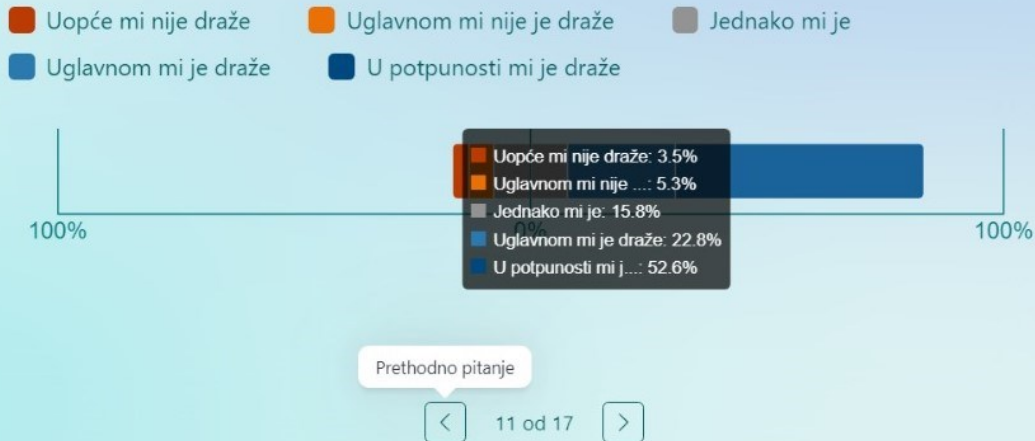 Uopće mi nije draže Uglavnom mi nije je draže Jednako mi je
Uglavnom mi je draže U potpunosti mi je draže
Uopće mi nije draže: 3.5%
Uglavnom mi nije ...: 5.3%
Jednako mi je: 15.8%
Uglavnom mi je draže: 22.8%
U potpunosti mi j...: 52.6%
100% 0% 100%
Prethodno pitanje
11 od 17